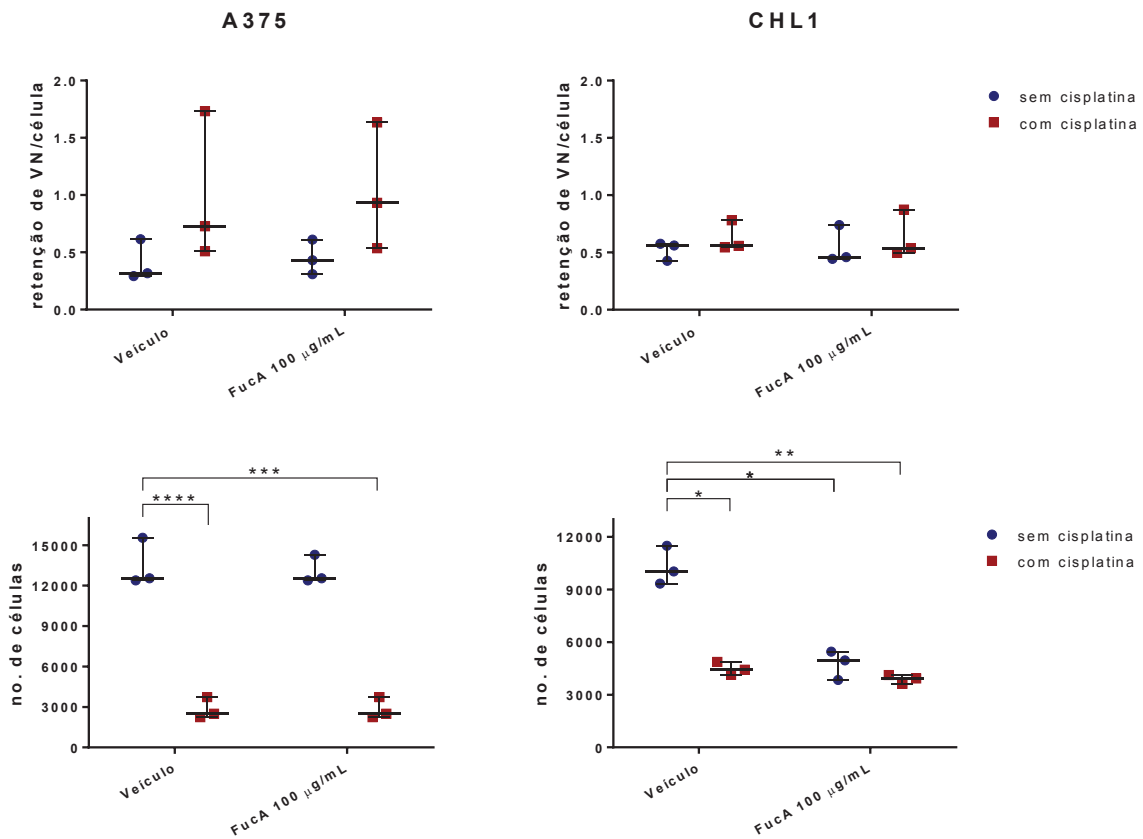 A375
CHL1
retenção de VN/célula
2.0
1.5
1.0
0.5
0.0
Veículo
FucA 100 μg/mL
retenção de VN/célula
2.0
1.5
1.0
0.5
0.0
Veículo
FucA 100 μg/mL
sem cisplatina
com cisplatina
no. de células
15000
12000
9000
6000
3000
0
***
****
Veículo
FucA 100 μg/mL
no. de células
12000
9000
6000
3000
0
**
*
*
Veículo
FucA 100 μg/mL
sem cisplatina
com cisplatina